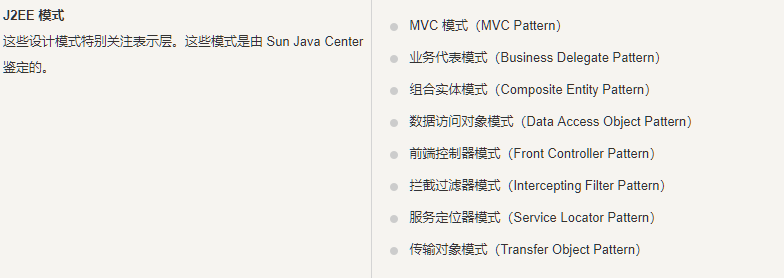 J2EE 模式
这些设计模式特别关注表示层。这些模式是由 Sun Java Center
鉴定的。
MVC 模式（MVC Pattern）
业务代表模式（Business Delegate Pattern）
组合实体模式（Composite Entity Pattern）
数据访问对象模式（Data Access Object Pattern）
前端控制器模式（Front Controller Pattern）
拦截过滤器模式（Intercepting Filter Pattern）
服务定位器模式（Service Locator Pattern）
传输对象模式（Transfer Object Pattern）